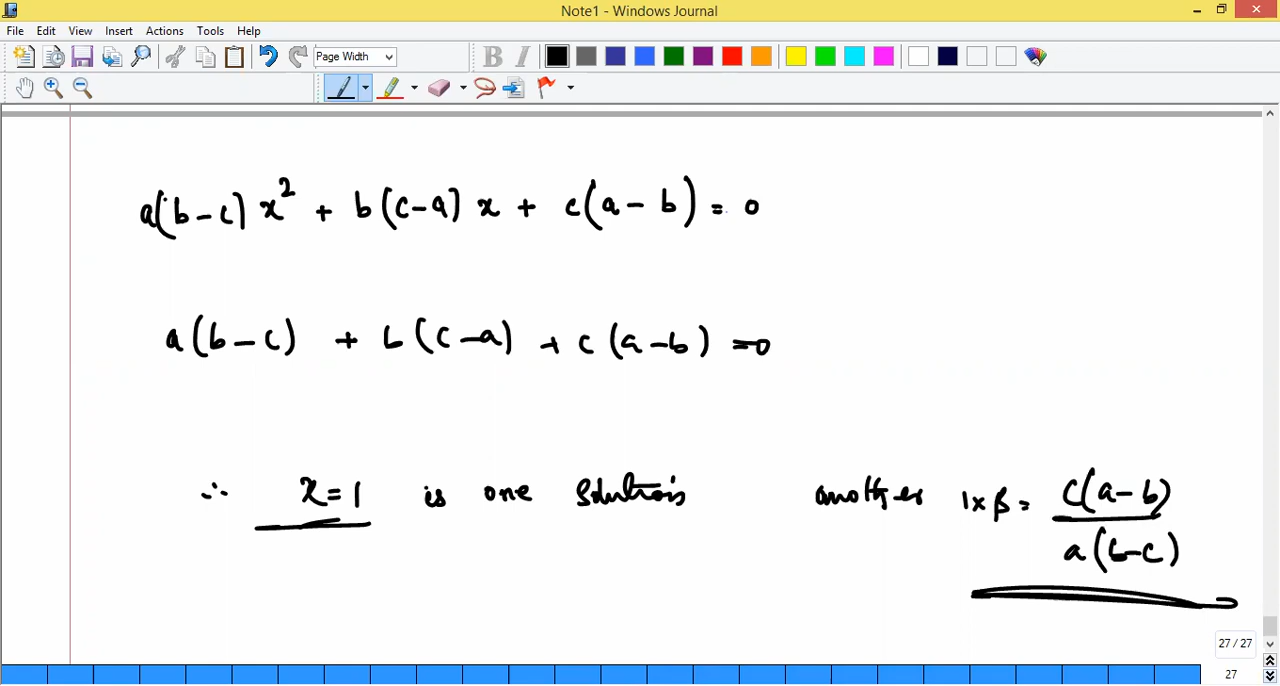 Note1 - Windows Journal
File Edit View Insert Actions Tools Help
Page Width
B I
a(b-c) x² + b(c-a) x + c(a-b) = 0
a(b-c) + b(c-a) + c(a-b) = 0
∴ x=1 is one solution another 1×β = c(a-b)
a(b-c)
27 / 27
27